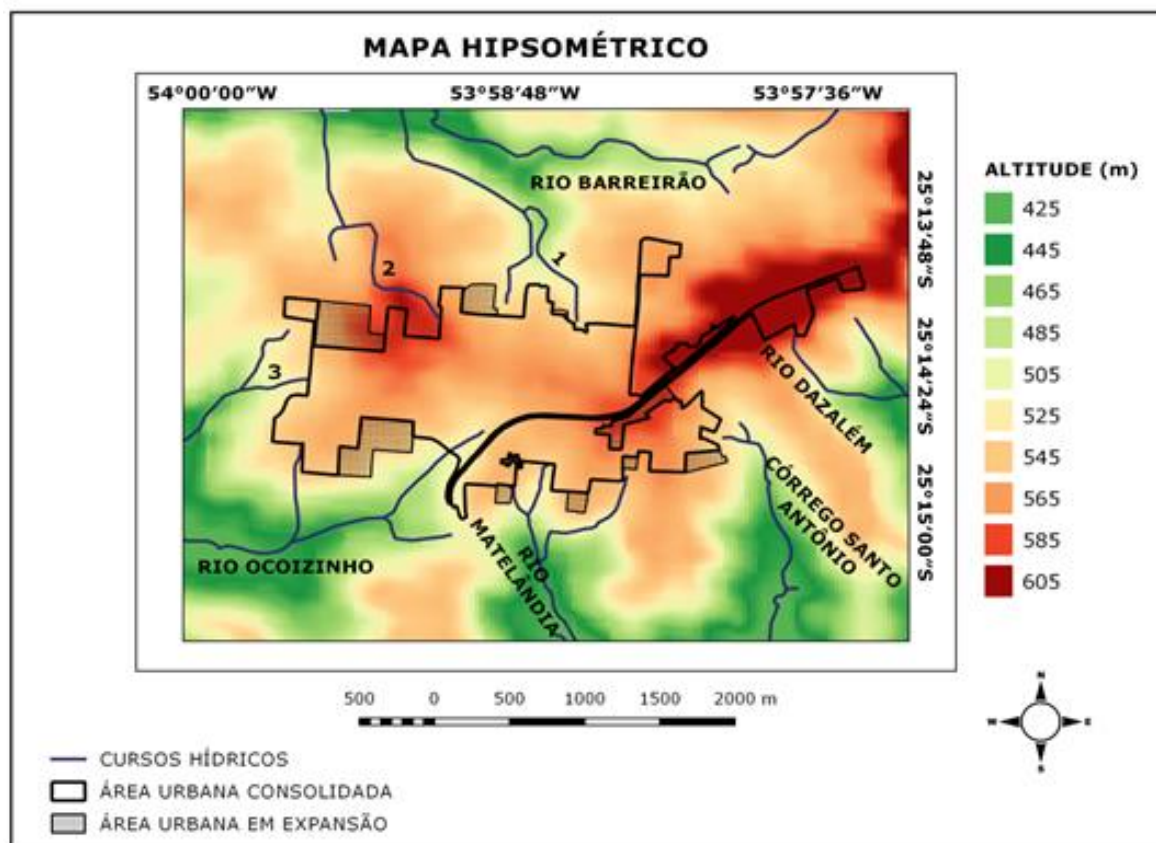 MAPA HIPSOMÉTRICO
54°00'00"W
53°58'48"W
53°57'36"W
25°13'48"S
25°14'24"S
25°15'00"S
RIO BARREIRÃO
1
2
3
RIO DAZALÉM
CÓRREGO SANTO
ANTÔNIO
RIO
MATELÂNDIA
RIO OCOIZINHO
ALTITUDE (m)
425
445
465
485
505
525
545
565
585
605
500 0 500 1000 1500 2000 m
N
W
E
S
CURSOS HÍDRICOS
ÁREA URBANA CONSOLIDADA
ÁREA URBANA EM EXPANSÃO